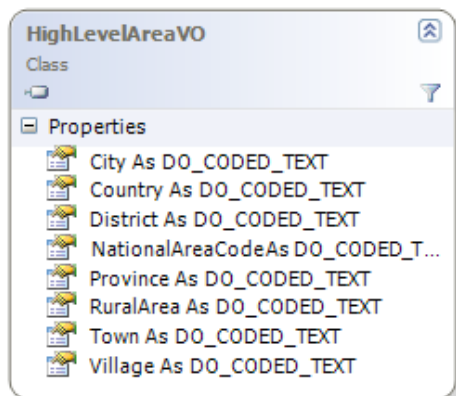 HighLevelAreaVO
Class
Properties
City As DO_CODED_TEXT
Country As DO_CODED_TEXT
District As DO_CODED_TEXT
NationalAreaCodeAs DO_CODED_T...
Province As DO_CODED_TEXT
RuralArea As DO_CODED_TEXT
Town As DO_CODED_TEXT
Village As DO_CODED_TEXT